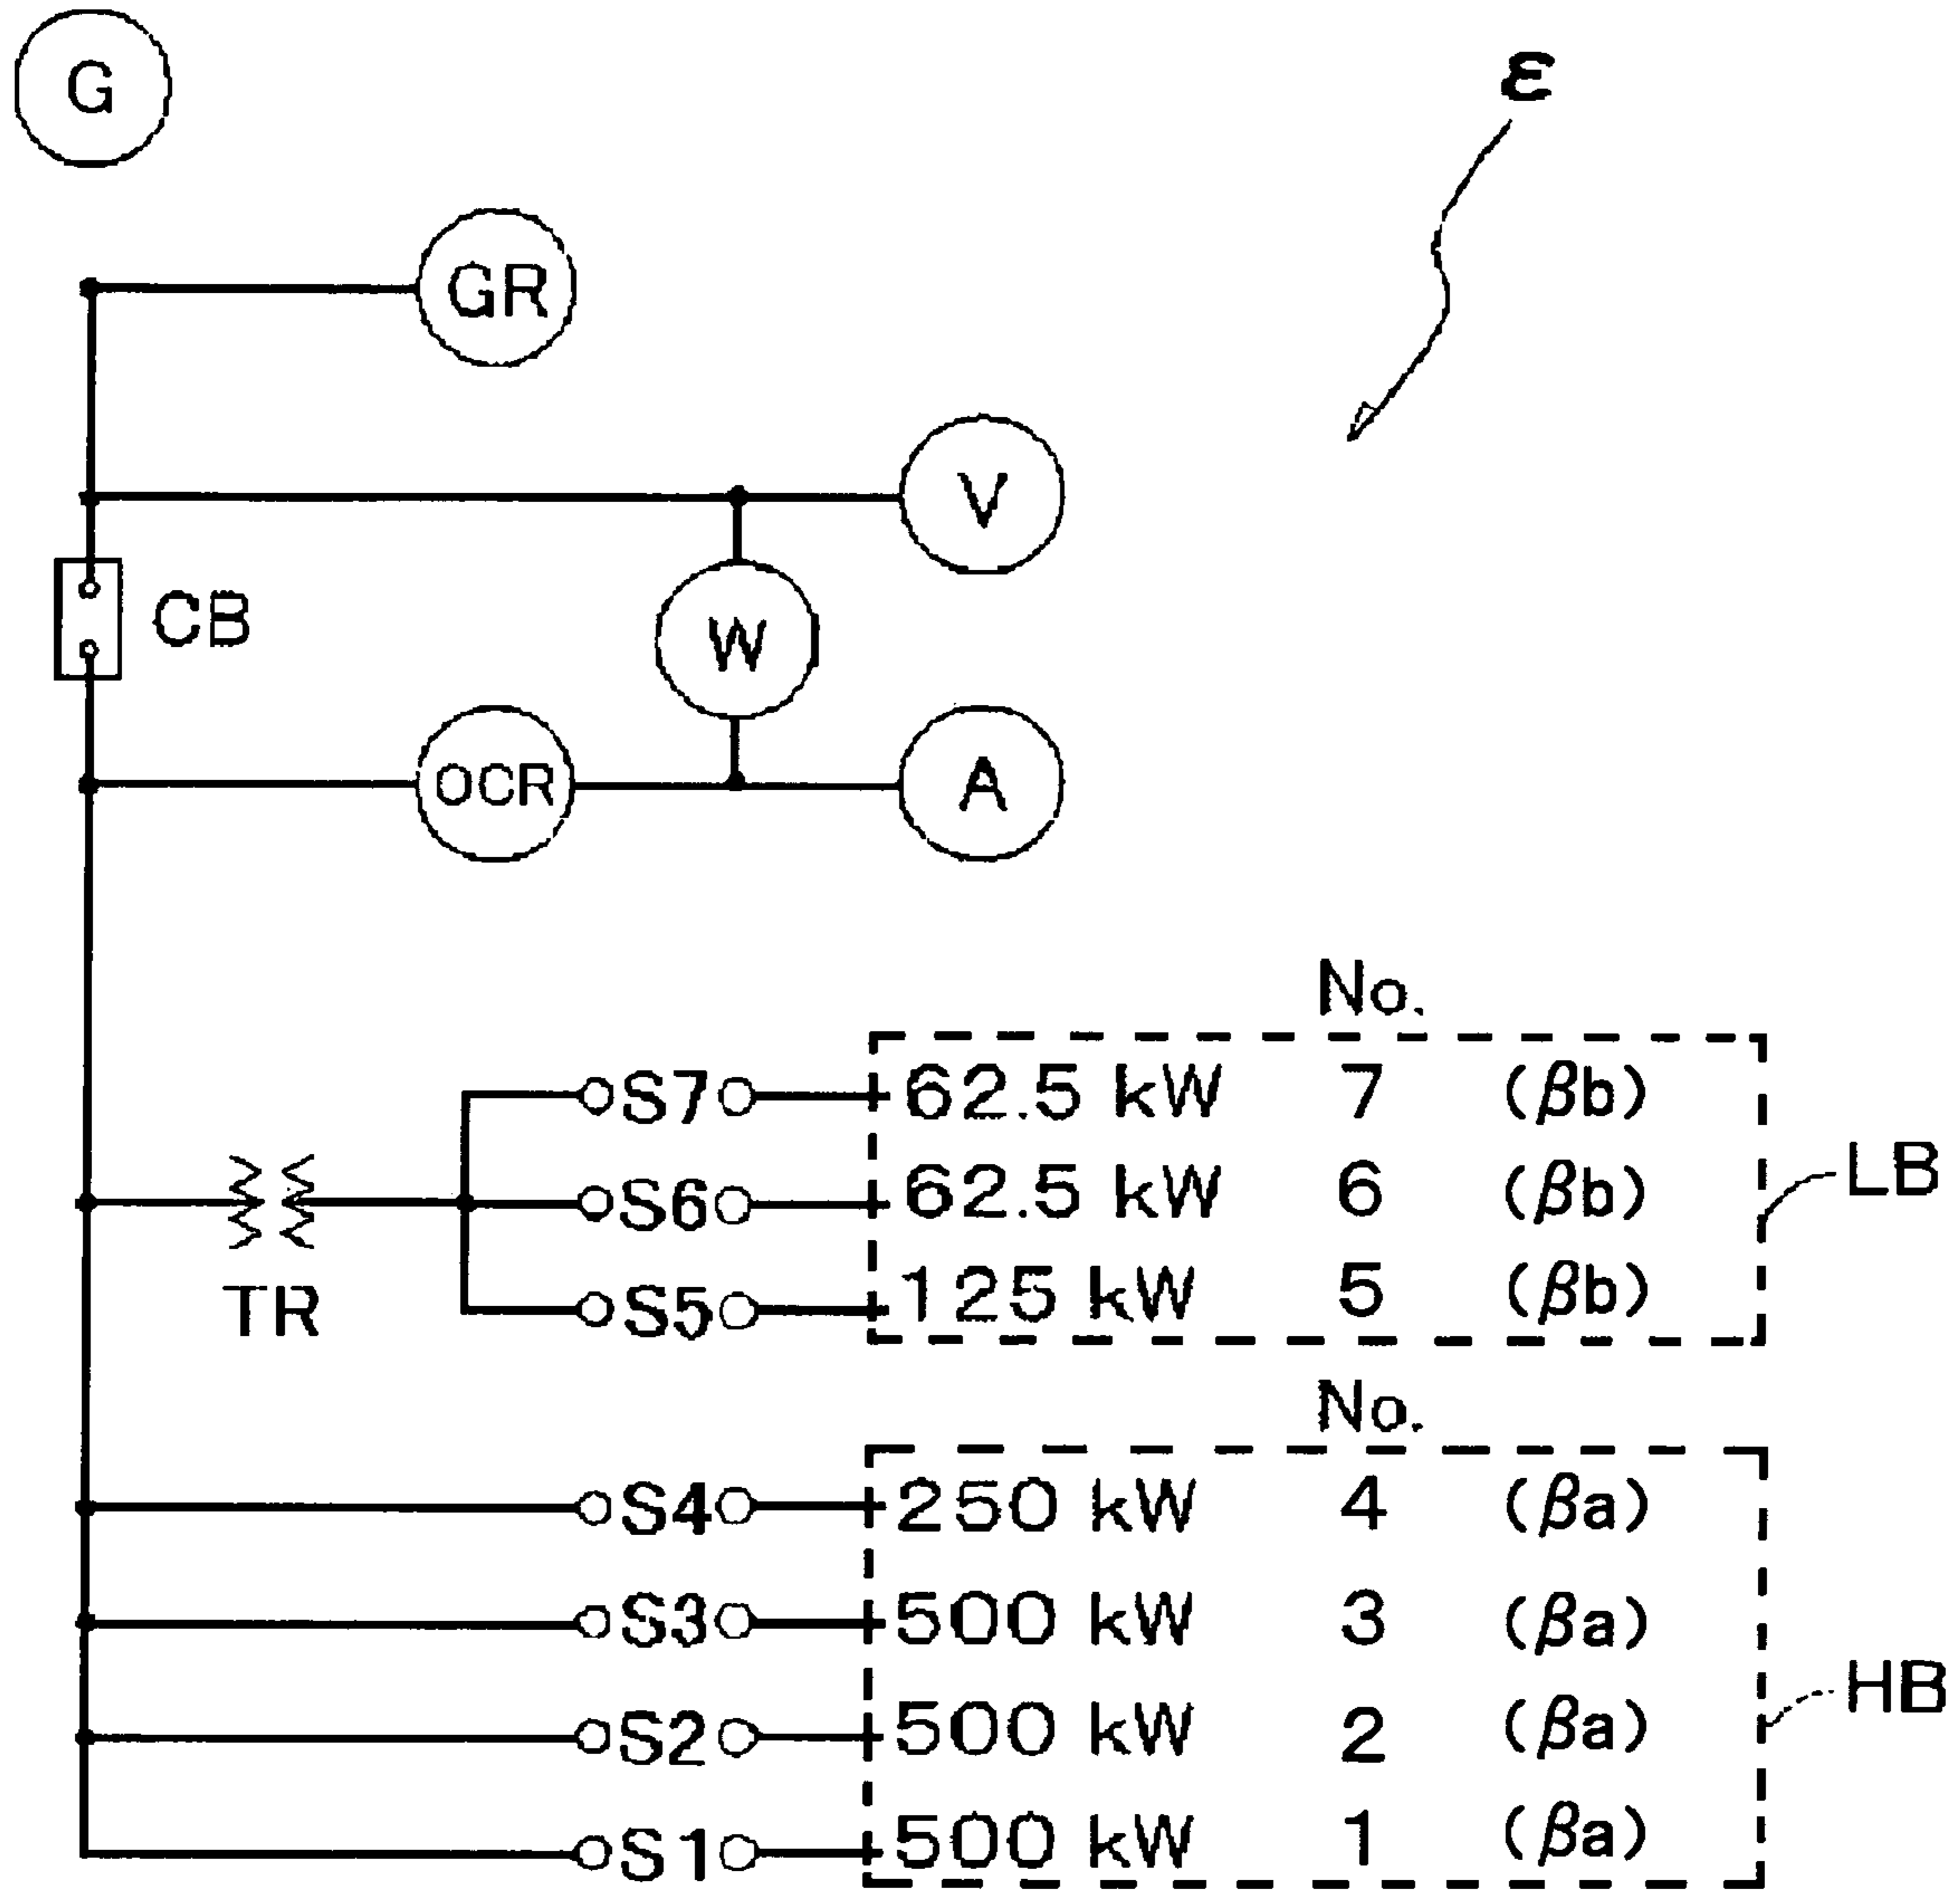 G
ε
GR
V
CB
W
OCR
A
No.
S7 62.5 kW 7 (βb)
S6 62.5 kW 6 (βb)
LB
TR
S5 125 kW 5 (βb)
No.
S4 250 kW 4 (βa)
S3 500 kW 3 (βa)
HB
S2 500 kW 2 (βa)
S1 500 kW 1 (βa)